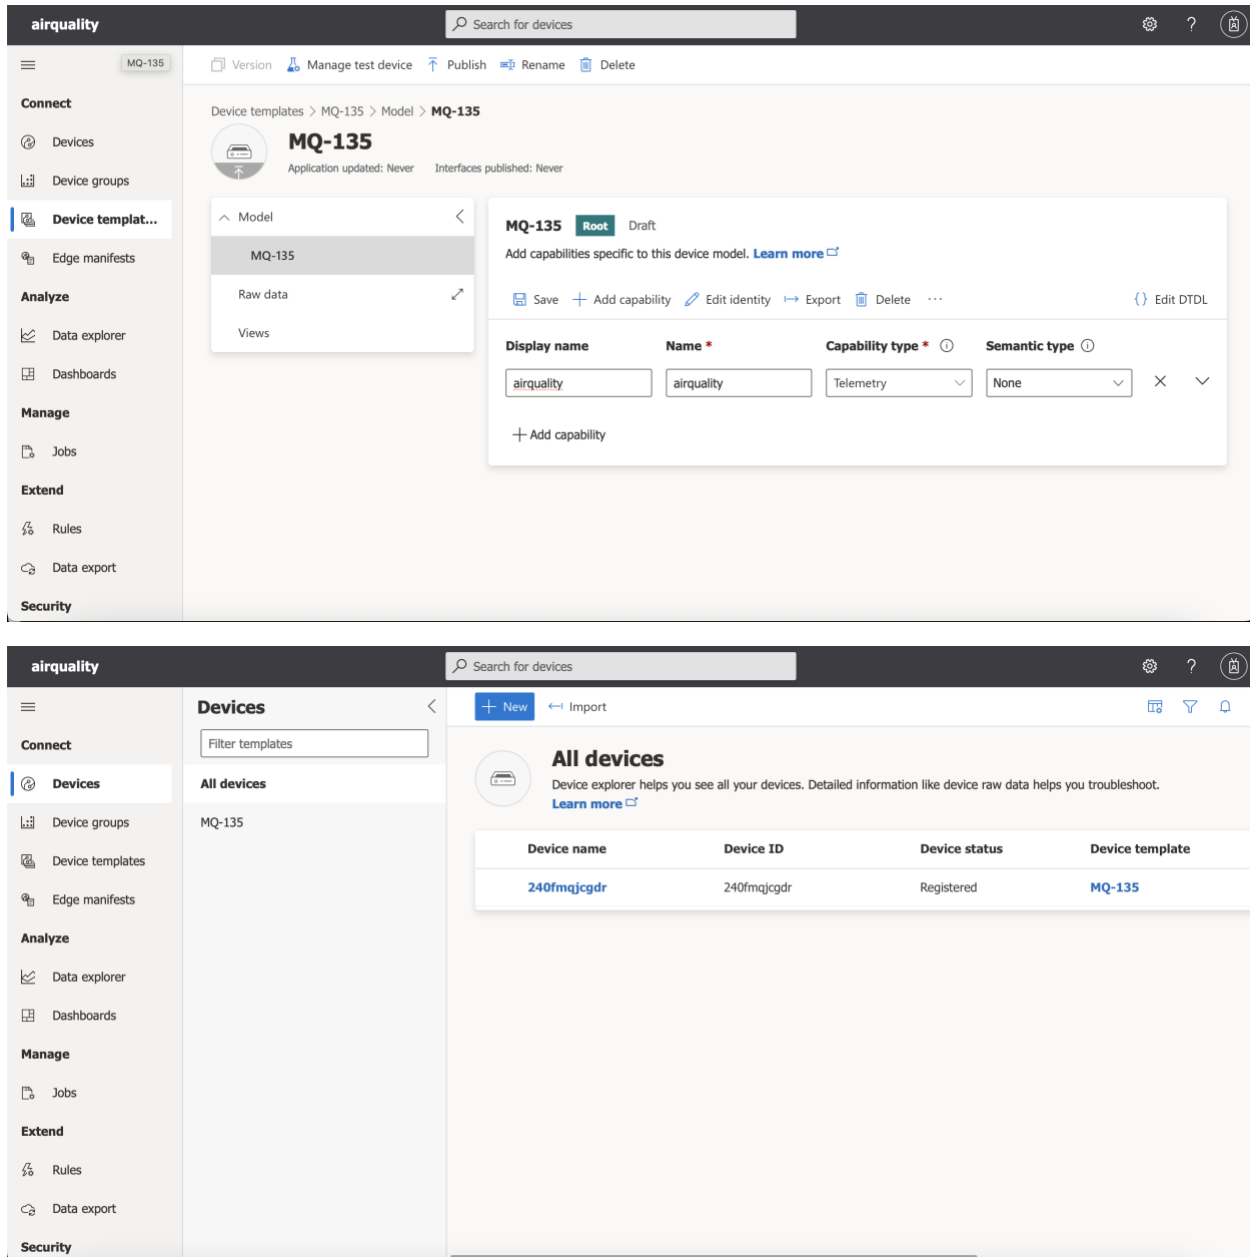 airquality
Search for devices
?
MQ-135
Version Manage test device Publish Rename Delete
Connect
Device templates > MQ-135 > Model > MQ-135
MQ-135
Devices
Application updated: Never Interfaces published: Never
Device groups
Device templat...
Model
MQ-135 Root Draft
Edge manifests
MQ-135
Add capabilities specific to this device model. Learn more
Analyze
Raw data
Save Add capability Edit identity Export Delete ... {} Edit DTDL
Data explorer
Views
Display name Name * Capability type * Semantic type
Dashboards
airquality airquality Telemetry None
Manage
Add capability
Jobs
Extend
Rules
Data export
Security
airquality
Search for devices
?
Devices
New Import
Connect
Filter templates
All devices
Devices
All devices
Device explorer helps you see all your devices. Detailed information like device raw data helps you troubleshoot.
Learn more
Device groups
MQ-135
Device name Device ID Device status Device template
Device templates
240fmqjcgdr 240fmqjcgdr Registered MQ-135
Edge manifests
Analyze
Data explorer
Dashboards
Manage
Jobs
Extend
Rules
Data export
Security